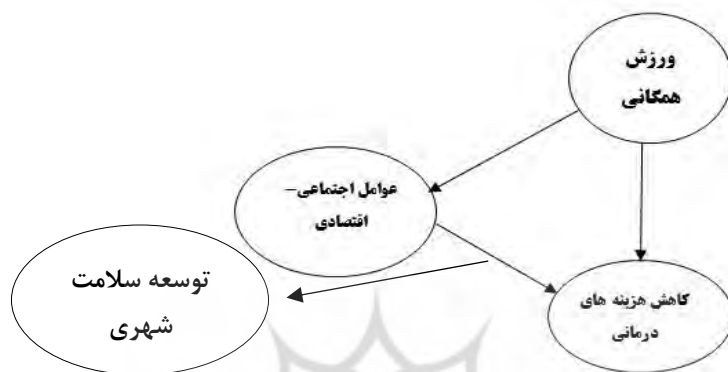 ورزش
همگانی
عوامل اجتماعی–
اقتصادی
توسعه سلامت
شهری
کاهش هزینه های
درمانی